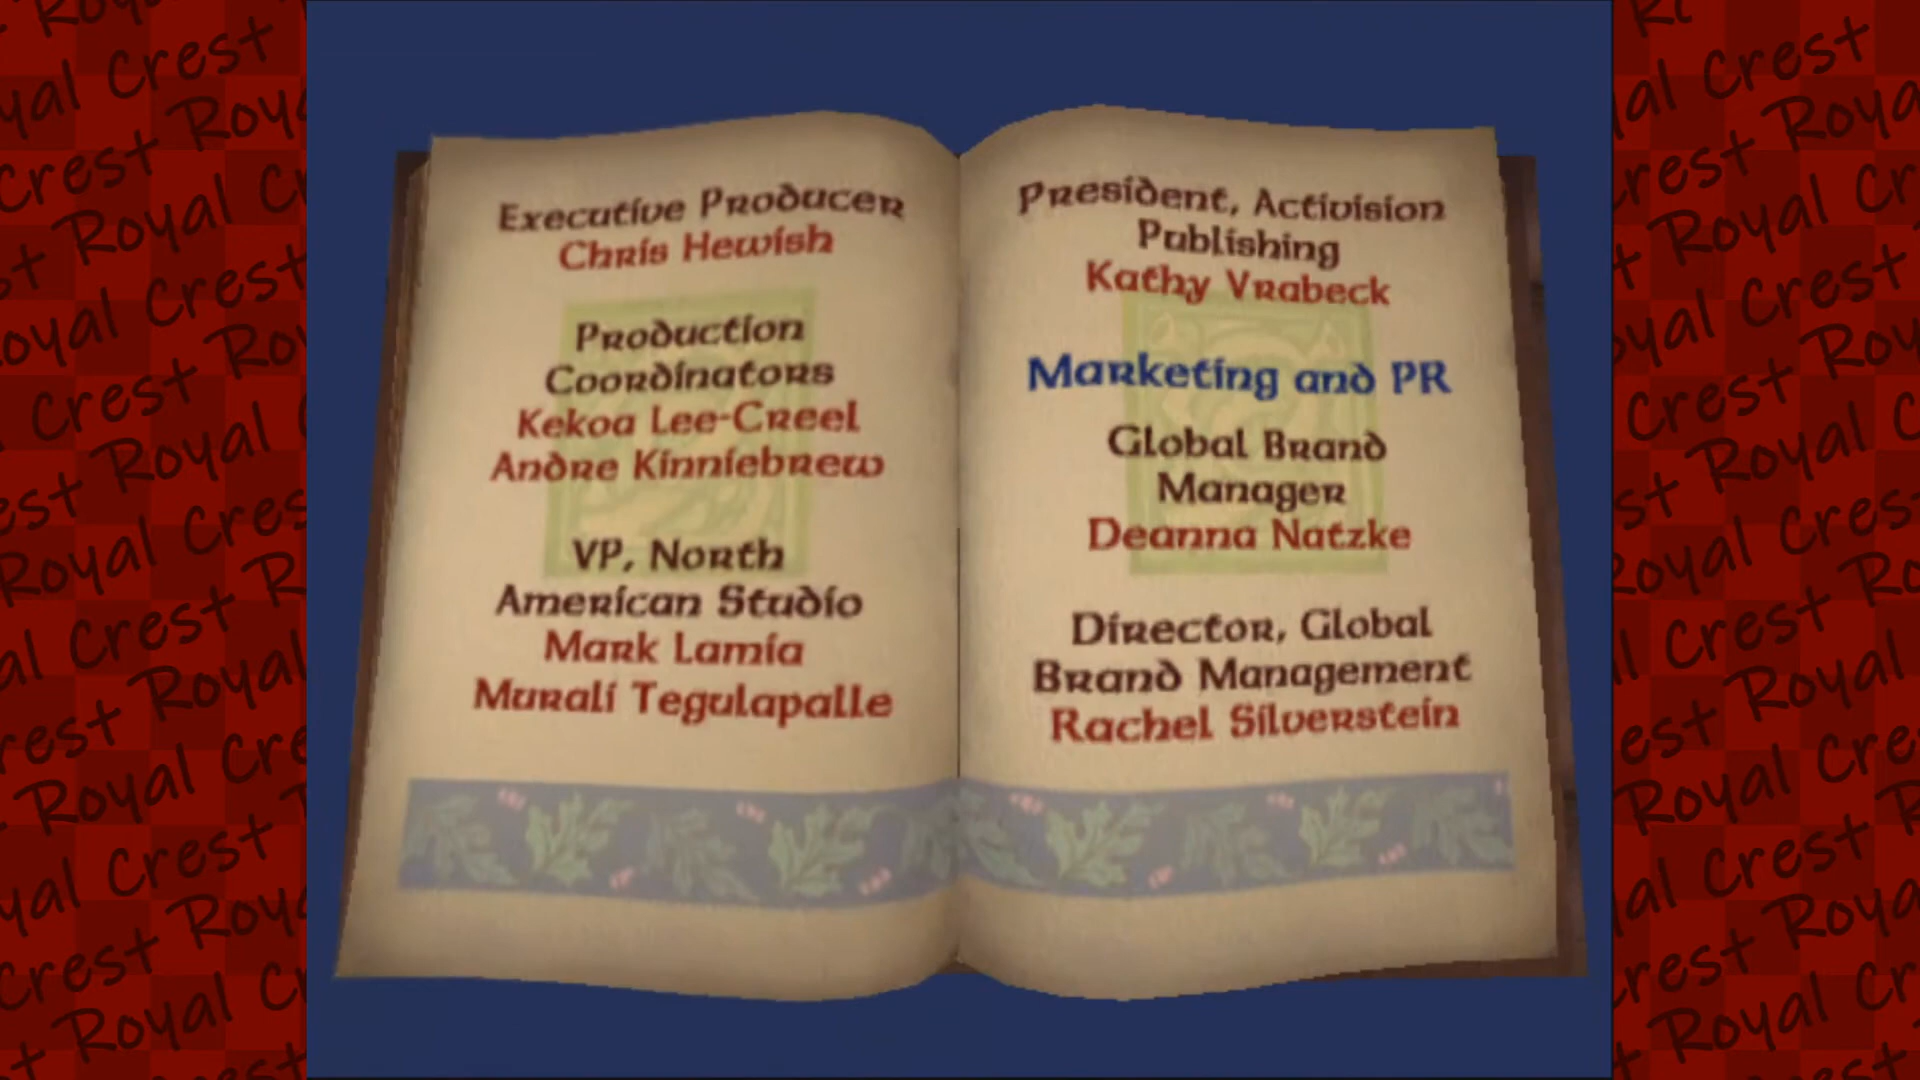 Executive Producer
Chris Hewish
Production
Coordinators
Kekoa Lee-Creel
Andre Kinniebrew
VP, North
American Studio
Mark Lamia
Murali Tegulapalle
President, Activision
Publishing
Kathy Vrabeck
Marketing and PR
Global Brand
Manager
Deanna Natzke
Director, Global
Brand Management
Rachel Silverstein
Royal Crest